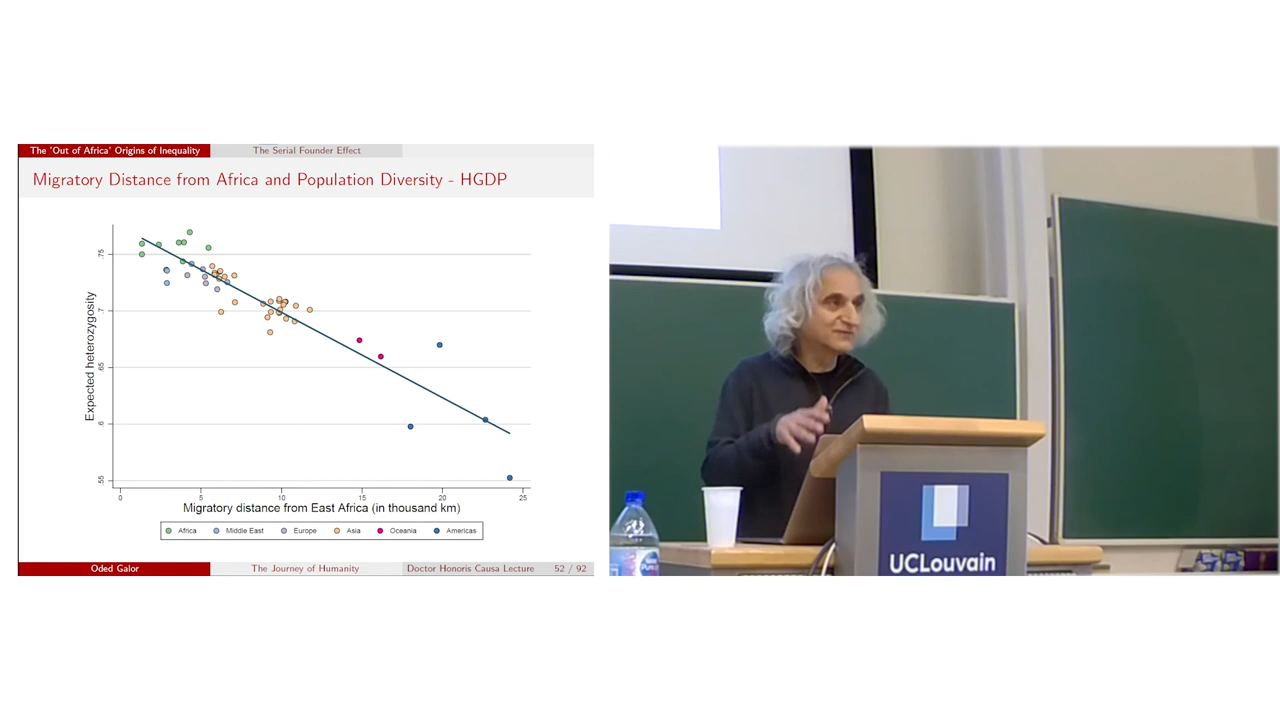 The 'Out of Africa' Origins of Inequality
The Serial Founder Effect
Migratory Distance from Africa and Population Diversity - HGDP
Expected heterozygosity
.75
.7
.65
.6
.55
0 5 10 15 20 25
Migratory distance from East Africa (in thousand km)
Africa Middle East Europe Asia Oceania Americas
Oded Galor
The Journey of Humanity
Doctor Honoris Causa Lecture 52 / 92
UCLouvain